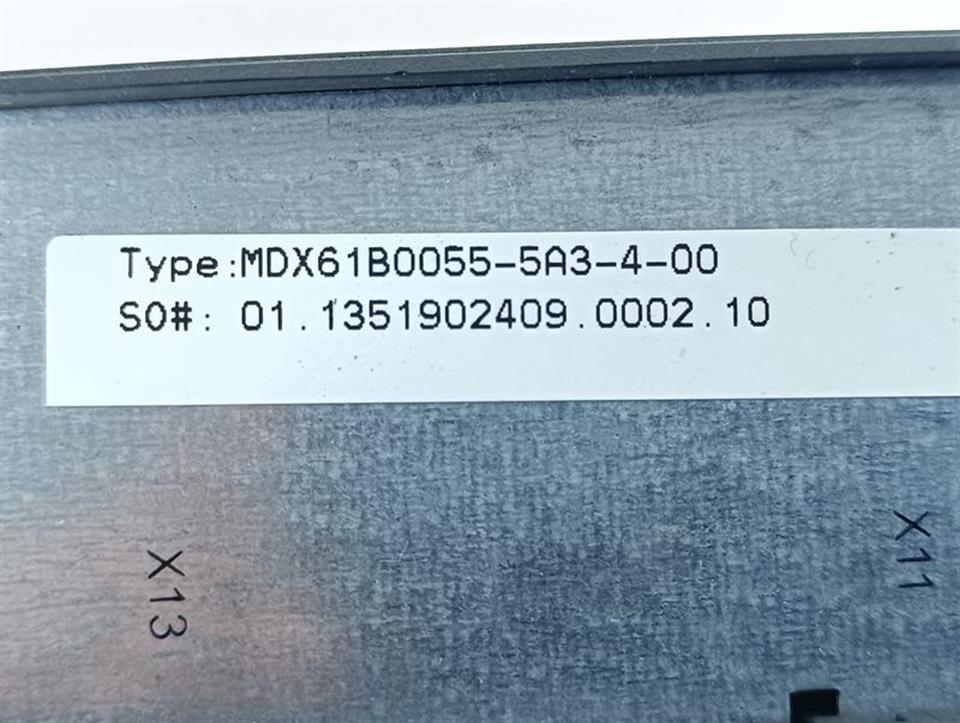 Type:MDX61B0055-5A3-4-00
SO#: 01.1351902409.0002.10
X13
X11